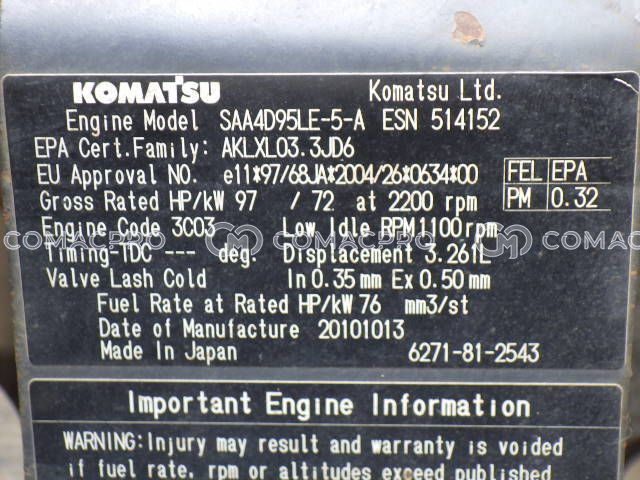 KOMATSU Komatsu Ltd.
Engine Model SAA4D95LE-5-A ESN 514152
EPA Cert.Family: AKLXL03.3JD6
EU Approval NO. e11*97/68JA*2004/26*0634*00 FEL EPA
Gross Rated HP/kW 97 / 72 at 2200 rpm PM 0.32
Engine Code 3C03 Low Idle RPM1100rpm
COMACPRO COMACPRO COMACPRO
Timing-TDC --- deg. Displacement 3.261L
Valve Lash Cold In 0.35 mm Ex 0.50 mm
Fuel Rate at Rated HP/kW 76 mm3/st
Date of Manufacture 20101013
Made In Japan 6271-81-2543
Important Engine Information
WARNING:Injury may result and warranty is voided
if fuel rate, rpm or altitudes exceed published